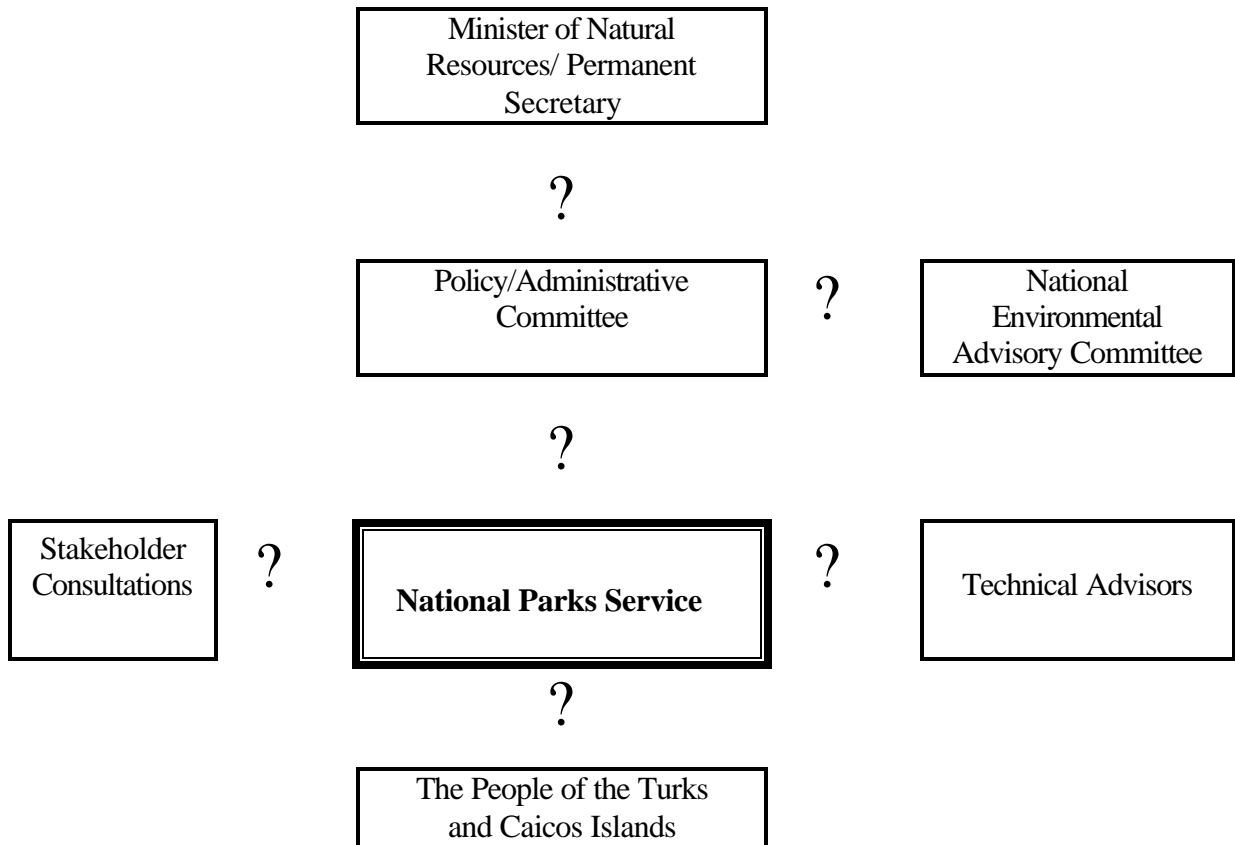 Minister of Natural
Resources/ Permanent
Secretary
?
Policy/Administrative
Committee
?
National
Environmental
Advisory Committee
?
Stakeholder
Consultations
?
National Parks Service
?
Technical Advisors
?
The People of the Turks
and Caicos Islands